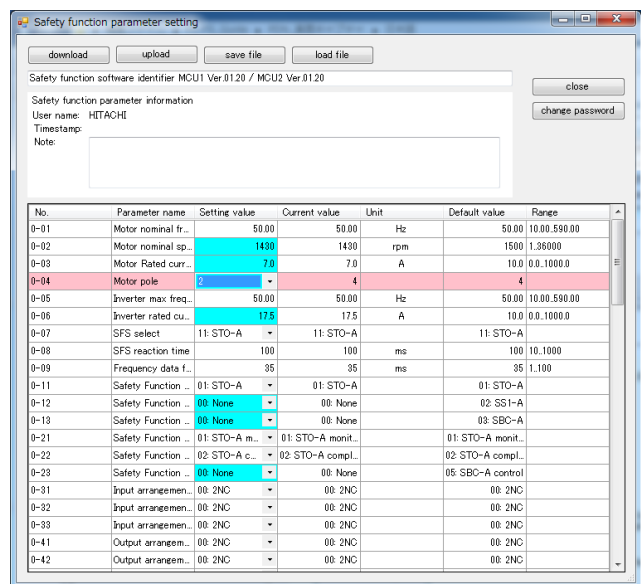 Safety function parameter setting
download upload save file load file
Safety function software identifier MCU1 Ver.01.20 / MCU2 Ver.01.20
close
Safety function parameter information
change password
User name: HITACHI
Timestamp:
Note:
No. Parameter name Setting value Current value Unit Default value Range
0-01 Motor nominal fr... 50.00 50.00 Hz 50.00 10.00..590.00
0-02 Motor nominal sp... 1430 1430 rpm 1500 1..36000
0-03 Motor Rated curr... 7.0 7.0 A 10.0 0.0..1000.0
0-04 Motor pole 2 4 4
0-05 Inverter max freq... 50.00 50.00 Hz 50.00 10.00..590.00
0-06 Inverter rated cu... 17.5 17.5 A 10.0 0.0..1000.0
0-07 SFS select 11: STO-A 11: STO-A 11: STO-A
0-08 SFS reaction time 100 100 ms 100 10..1000
0-09 Frequency data f... 35 35 ms 35 1..100
0-11 Safety Function ... 01: STO-A 01: STO-A 01: STO-A
0-12 Safety Function ... 00: None 00: None 02: SS1-A
0-13 Safety Function ... 00: None 00: None 03: SBC-A
0-21 Safety Function ... 01: STO-A m... 01: STO-A monit... 01: STO-A monit...
0-22 Safety Function ... 02: STO-A c... 02: STO-A compl... 02: STO-A compl...
0-23 Safety Function ... 00: None 00: None 05: SBC-A control
0-31 Input arrangemen... 00: 2NC 00: 2NC 00: 2NC
0-32 Input arrangemen... 00: 2NC 00: 2NC 00: 2NC
0-33 Input arrangemen... 00: 2NC 00: 2NC 00: 2NC
0-41 Output arrangem... 00: 2NC 00: 2NC 00: 2NC
0-42 Output arrangem... 00: 2NC 00: 2NC 00: 2NC